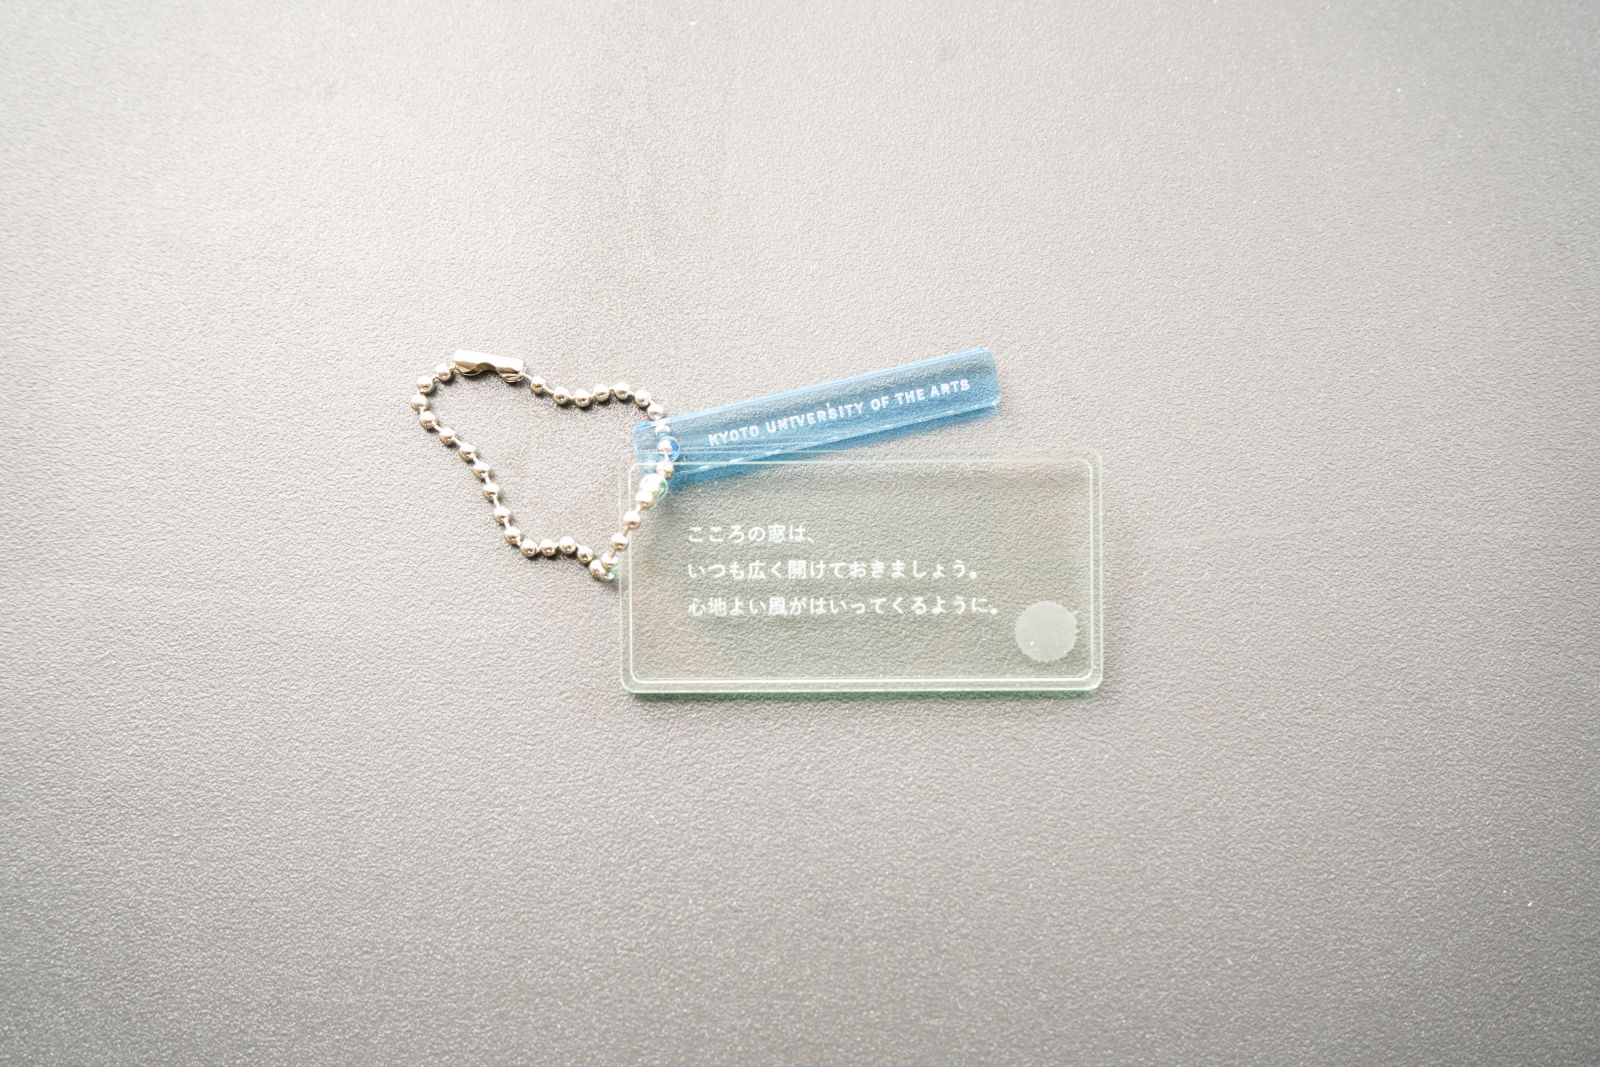 KYOTO UNIVERSITY OF THE ARTS
こころの窓は、
いつも広く開けておきましょう。
心地よい風がはいってくるように。